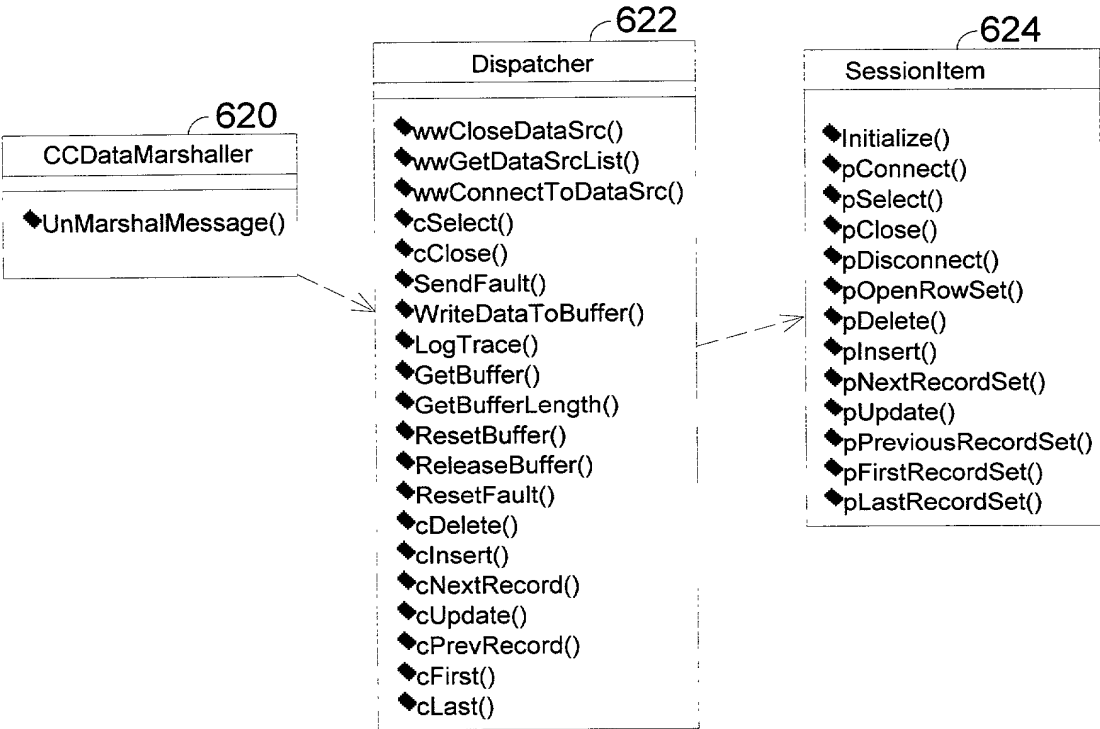 620
CCDataMarshaller
UnMarshalMessage()
622
Dispatcher
wwCloseDataSrc()
wwGetDataSrcList()
wwConnectToDataSrc()
cSelect()
cClose()
SendFault()
WriteDataToBuffer()
LogTrace()
GetBuffer()
GetBufferLength()
ResetBuffer()
ReleaseBuffer()
ResetFault()
cDelete()
cInsert()
cNextRecord()
cUpdate()
cPrevRecord()
cFirst()
cLast()
624
SessionItem
Initialize()
pConnect()
pSelect()
pClose()
pDisconnect()
pOpenRowSet()
pDelete()
pInsert()
pNextRecordSet()
pUpdate()
pPreviousRecordSet()
pFirstRecordSet()
pLastRecordSet()